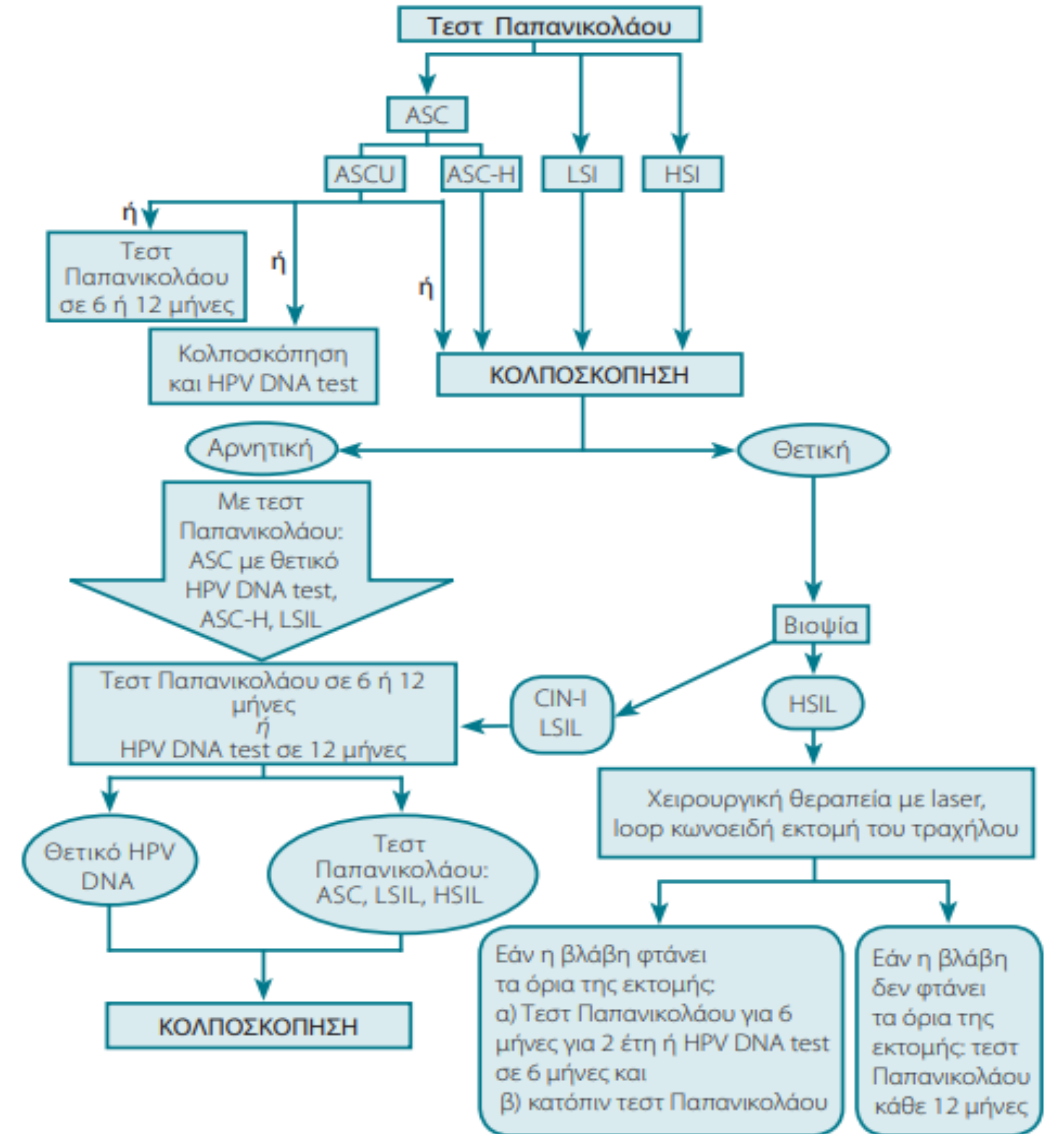 Τεστ Παπανικολάου
ASC
ASCU
ASC-H
LSI
HSI
ή
Τεστ
Παπανικολάου
σε 6 ή 12 μήνες
ή
Κολποσκόπηση
και HPV DNA test
ή
ΚΟΛΠΟΣΚΟΠΗΣΗ
Αρνητική
Θετική
Με τεστ
Παπανικολάου:
ASC με θετικό
HPV DNA test,
ASC-H, LSIL
Βιοψία
Τεστ Παπανικολάου σε 6 ή 12
μήνες
ή
HPV DNA test σε 12 μήνες
CIN-I
LSIL
HSIL
Χειρουργική θεραπεία με laser,
loop κωνοειδή εκτομή του τραχήλου
Θετικό HPV
DNA
Τεστ
Παπανικολάου:
ASC, LSIL, HSIL
ΚΟΛΠΟΣΚΟΠΗΣΗ
Εάν η βλάβη φτάνει
τα όρια της εκτομής:
α) Τεστ Παπανικολάου για 6
μήνες για 2 έτη ή HPV DNA test
σε 6 μήνες και
β) κατόπιν τεστ Παπανικολάου
Εάν η βλάβη
δεν φτάνει
τα όρια της
εκτομής: τεστ
Παπανικολάου
κάθε 12 μήνες